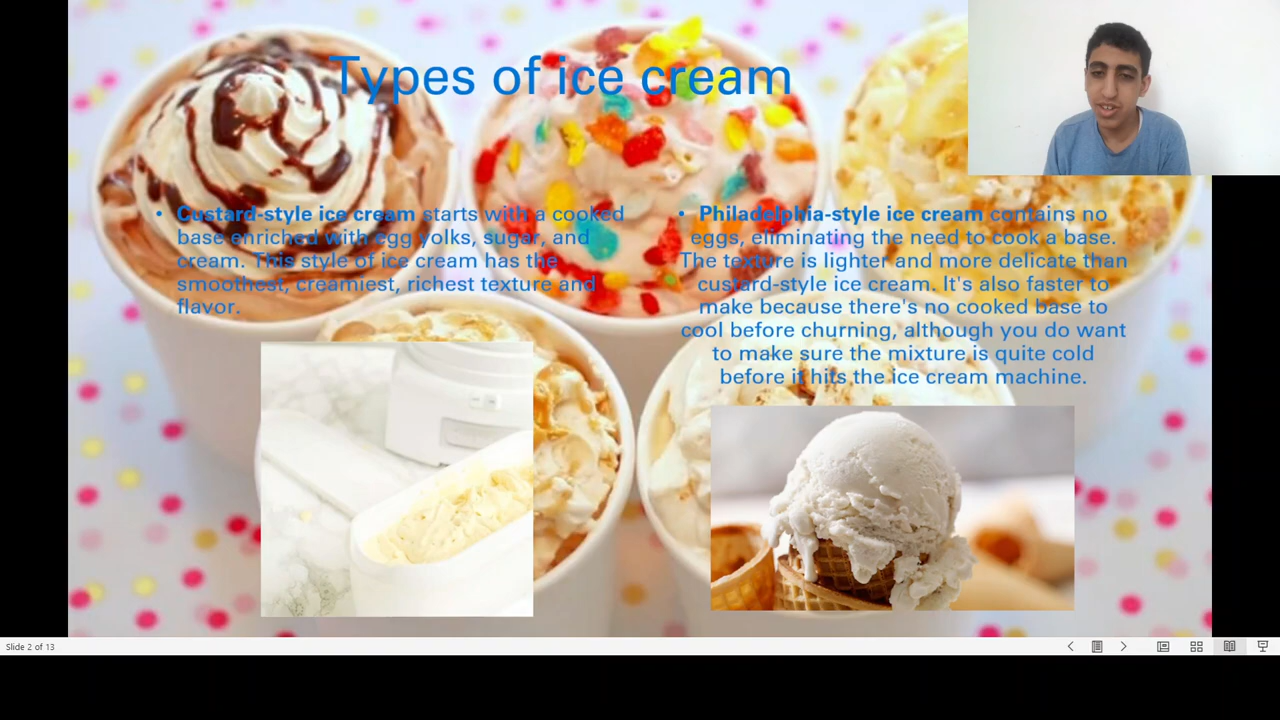 Types of ice cream
• Custard-style ice cream starts with a cooked
base enriched with egg yolks, sugar, and
cream. This style of ice cream has the
smoothest, creamiest, richest texture and
flavor.
• Philadelphia-style ice cream contains no
eggs, eliminating the need to cook a base.
The texture is lighter and more delicate than
custard-style ice cream. It's also faster to
make because there's no cooked base to
cool before churning, although you do want
to make sure the mixture is quite cold
before it hits the ice cream machine.
Slide 2 of 13